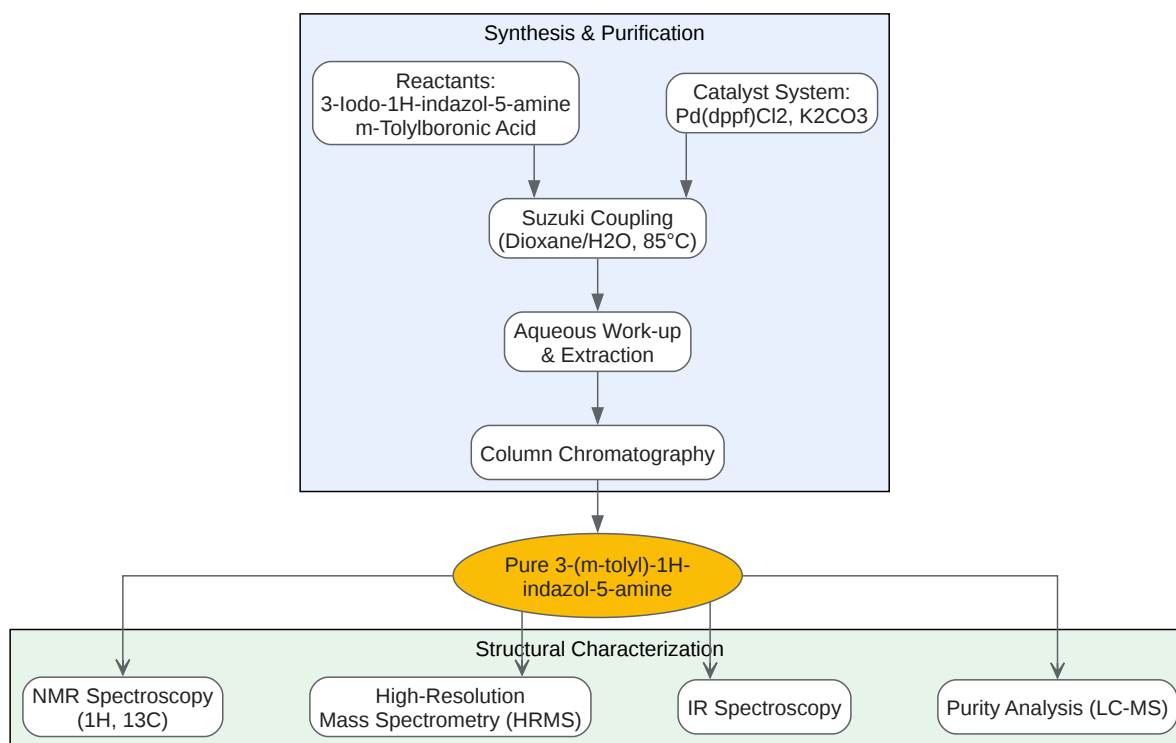 Synthesis & Purification
Reactants:
3-Iodo-1H-indazol-5-amine
m-Tolylboronic Acid
Catalyst System:
Pd(dppf)Cl2, K2CO3
Suzuki Coupling
(Dioxane/H2O, 85°C)
Aqueous Work-up
& Extraction
Column Chromatography
Pure 3-(m-tolyl)-1H-
indazol-5-amine
Structural Characterization
NMR Spectroscopy
(1H, 13C)
High-Resolution
Mass Spectrometry (HRMS)
IR Spectroscopy
Purity Analysis (LC-MS)